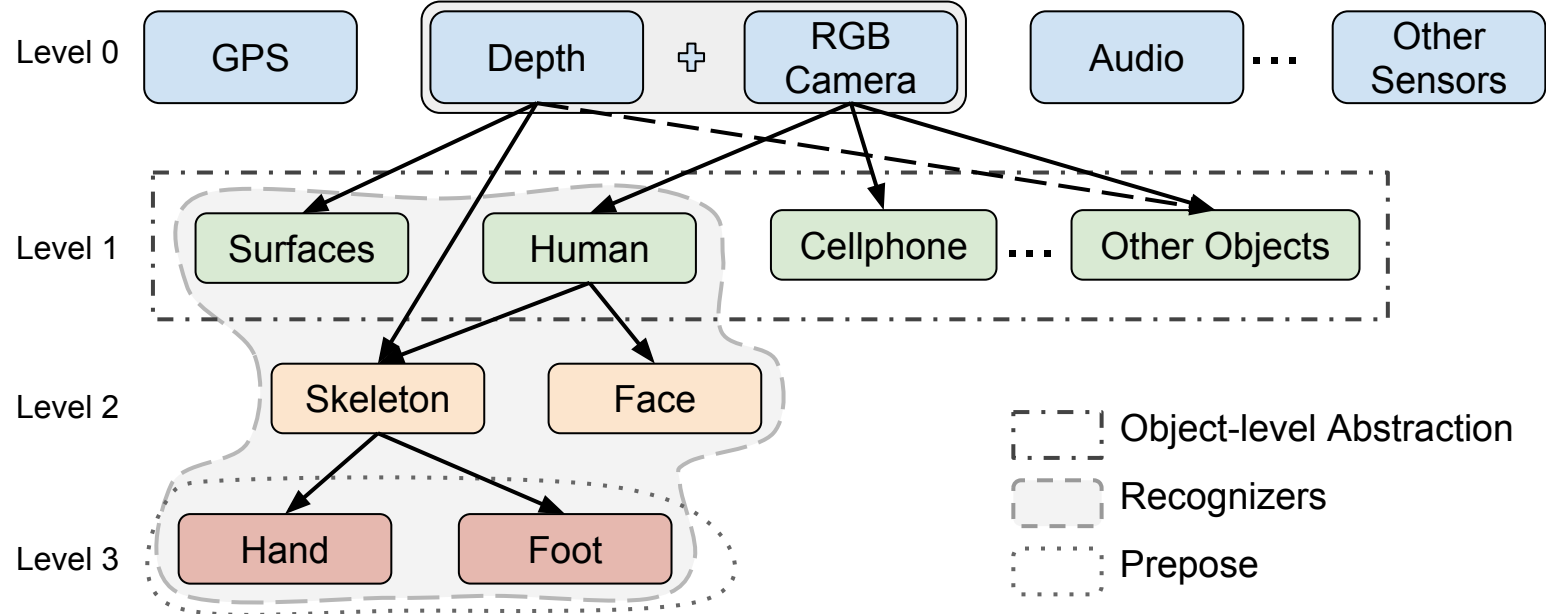 Level 0
GPS
Depth
RGB
Camera
Audio
Other
Sensors
Level 1
Surfaces
Human
Cellphone
Other Objects
Level 2
Skeleton
Face
Level 3
Hand
Foot
Object-level Abstraction
Recognizers
Prepose